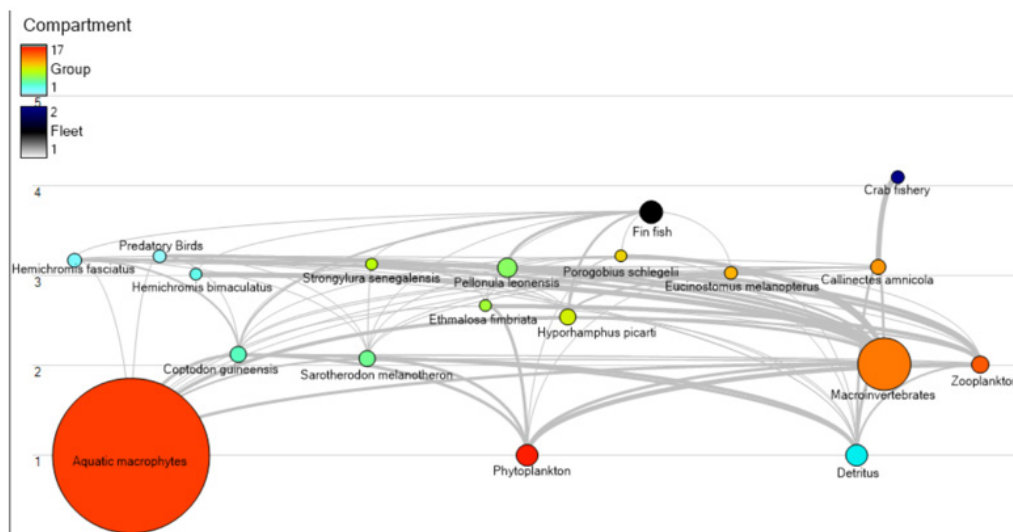 Compartment
17
Group
1
5
2
Fleet
1
4
Crab fishery
Fin fish
Predatory Birds
Hemichromis fasciatus
Hemichromis bimaculatus
Strongylura senegalensis
Pellonula leonensis
Porogobius schlegelii
Eucinostomus melanopterus
Callinectes amnicola
3
Ethmalosa fimbriata
Hyporhamphus picarti
Coptodon guineensis
Sarotherodon melanotheron
2
Macroinvertebrates
Zooplankton
Aquatic macrophytes
1
Phytoplankton
Detritus